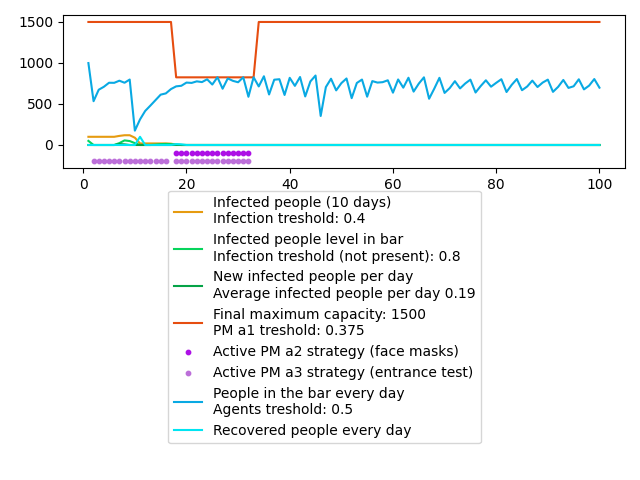 1500
1000
500
0
0
20
40
60
80
100
Infected people (10 days)
Infection treshold: 0.4
Infected people level in bar
Infection treshold (not present): 0.8
New infected people per day
Average infected people per day 0.19
Final maximum capacity: 1500
PM a1 treshold: 0.375
Active PM a2 strategy (face masks)
Active PM a3 strategy (entrance test)
People in the bar every day
Agents treshold: 0.5
Recovered people every day